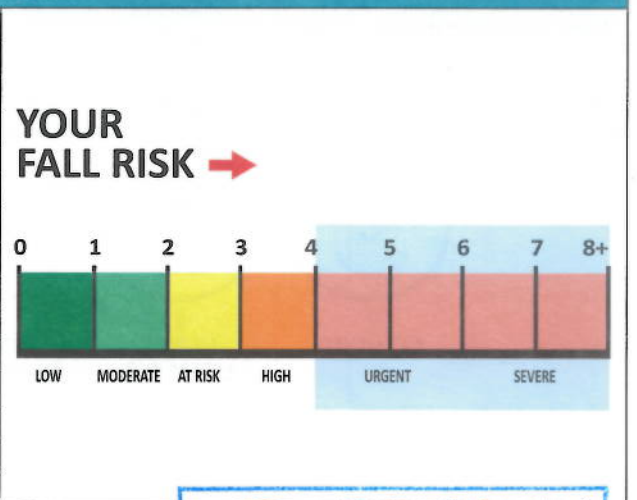 YOUR
FALL RISK
0 1 2 3 4 5 6 7 8+
LOW MODERATE AT RISK HIGH URGENT SEVERE